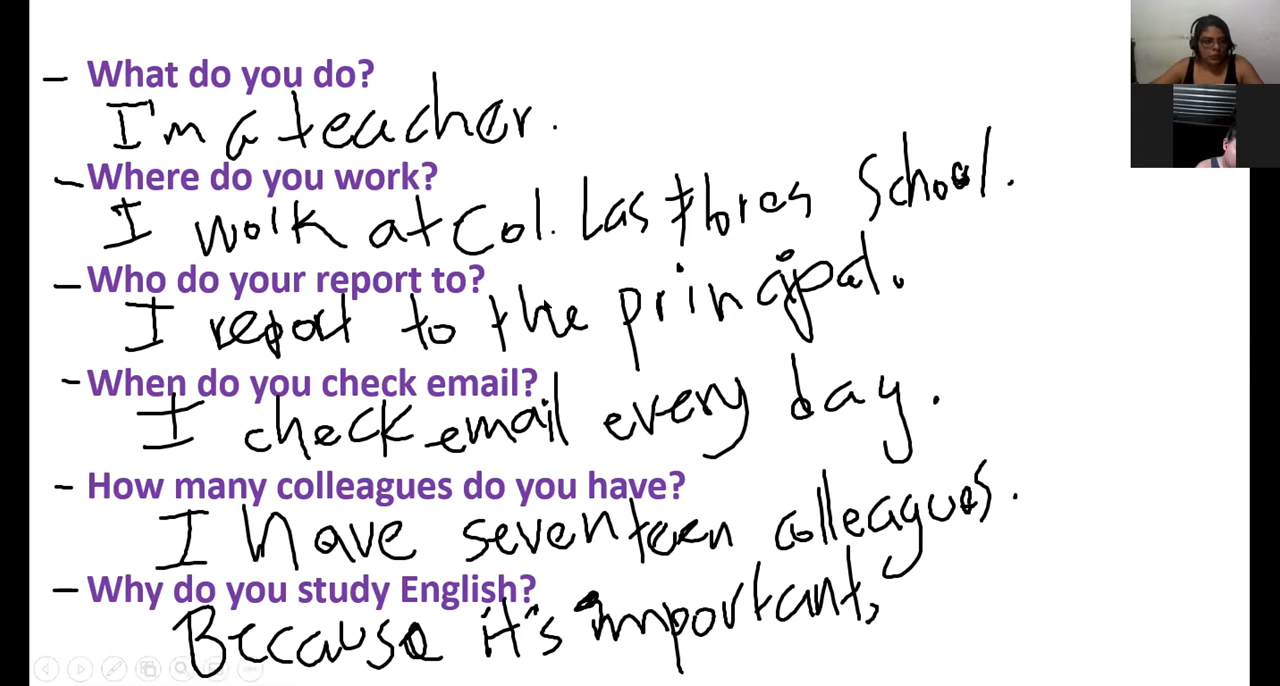 – What do you do?
I'm a teacher.
– Where do you work?
I work at Col. Las flores School.
– Who do your report to?
I report to the principal.
– When do you check email?
I check email every day.
– How many colleagues do you have?
I have seventeen colleagues.
– Why do you study English?
Because it's important,